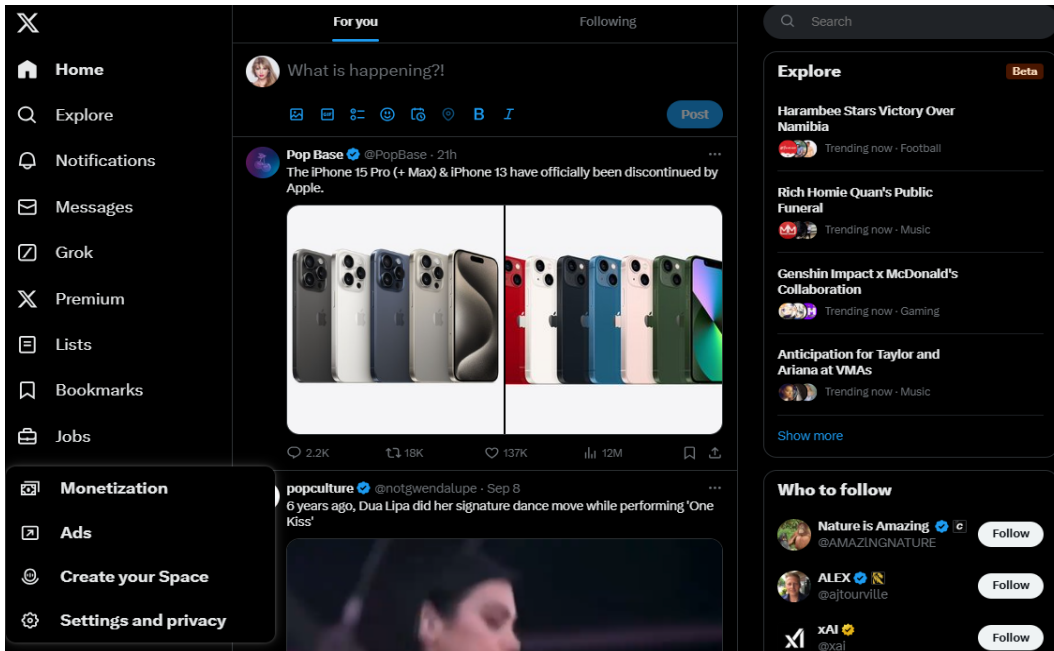 For you
Following
Search
Home
Explore
Notifications
Messages
Grok
Premium
Lists
Bookmarks
Jobs
Monetization
Ads
Create your Space
Settings and privacy
What is happening?!
GIF
B I
Post
Pop Base @PopBase · 21h
The iPhone 15 Pro (+ Max) & iPhone 13 have officially been discontinued by
Apple.
2.2K 18K 137K 12M
popculture @notgwendalupe · Sep 8
6 years ago, Dua Lipa did her signature dance move while performing 'One
Kiss'
Explore
Beta
Harambee Stars Victory Over
Namibia
Trending now · Football
Rich Homie Quan's Public
Funeral
Trending now · Music
Genshin Impact x McDonald's
Collaboration
Trending now · Gaming
Anticipation for Taylor and
Ariana at VMAs
Trending now · Music
Show more
Who to follow
Nature is Amazing
@AMAZlNGNATURE
Follow
ALEX
@ajtourville
Follow
xAI
@xai
Follow